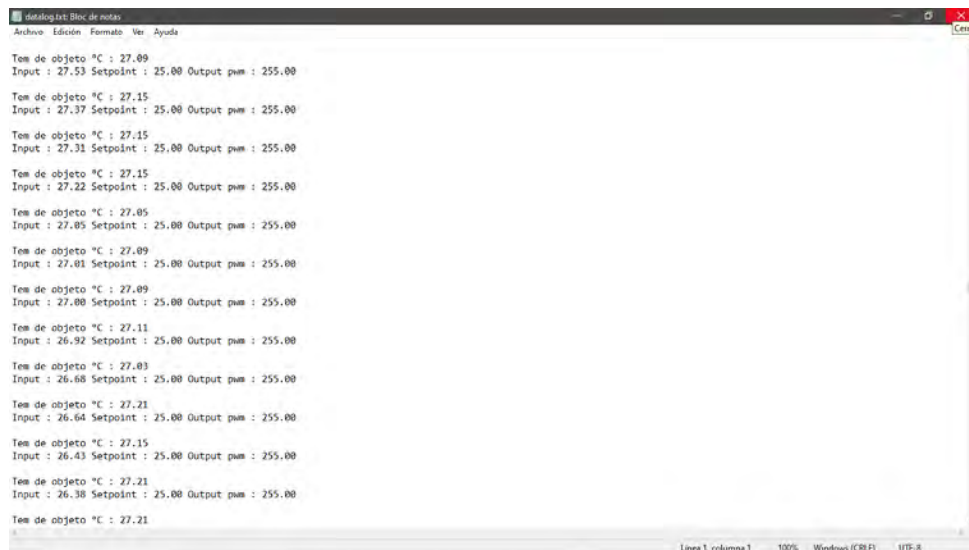 datalog.txt: Bloc de notas
Archivo Edición Formato Ver Ayuda
Tem de objeto °C : 27.09
Input : 27.53 Setpoint : 25.00 Output pwm : 255.00
Tem de objeto °C : 27.15
Input : 27.37 Setpoint : 25.00 Output pwm : 255.00
Tem de objeto °C : 27.15
Input : 27.31 Setpoint : 25.00 Output pwm : 255.00
Tem de objeto °C : 27.15
Input : 27.22 Setpoint : 25.00 Output pwm : 255.00
Tem de objeto °C : 27.05
Input : 27.05 Setpoint : 25.00 Output pwm : 255.00
Tem de objeto °C : 27.09
Input : 27.01 Setpoint : 25.00 Output pwm : 255.00
Tem de objeto °C : 27.09
Input : 27.00 Setpoint : 25.00 Output pwm : 255.00
Tem de objeto °C : 27.11
Input : 26.92 Setpoint : 25.00 Output pwm : 255.00
Tem de objeto °C : 27.03
Input : 26.68 Setpoint : 25.00 Output pwm : 255.00
Tem de objeto °C : 27.21
Input : 26.64 Setpoint : 25.00 Output pwm : 255.00
Tem de objeto °C : 27.15
Input : 26.43 Setpoint : 25.00 Output pwm : 255.00
Tem de objeto °C : 27.21
Input : 26.38 Setpoint : 25.00 Output pwm : 255.00
Tem de objeto °C : 27.21
Línea 1, columna 1 100% Windows (CRLF) UTF-8